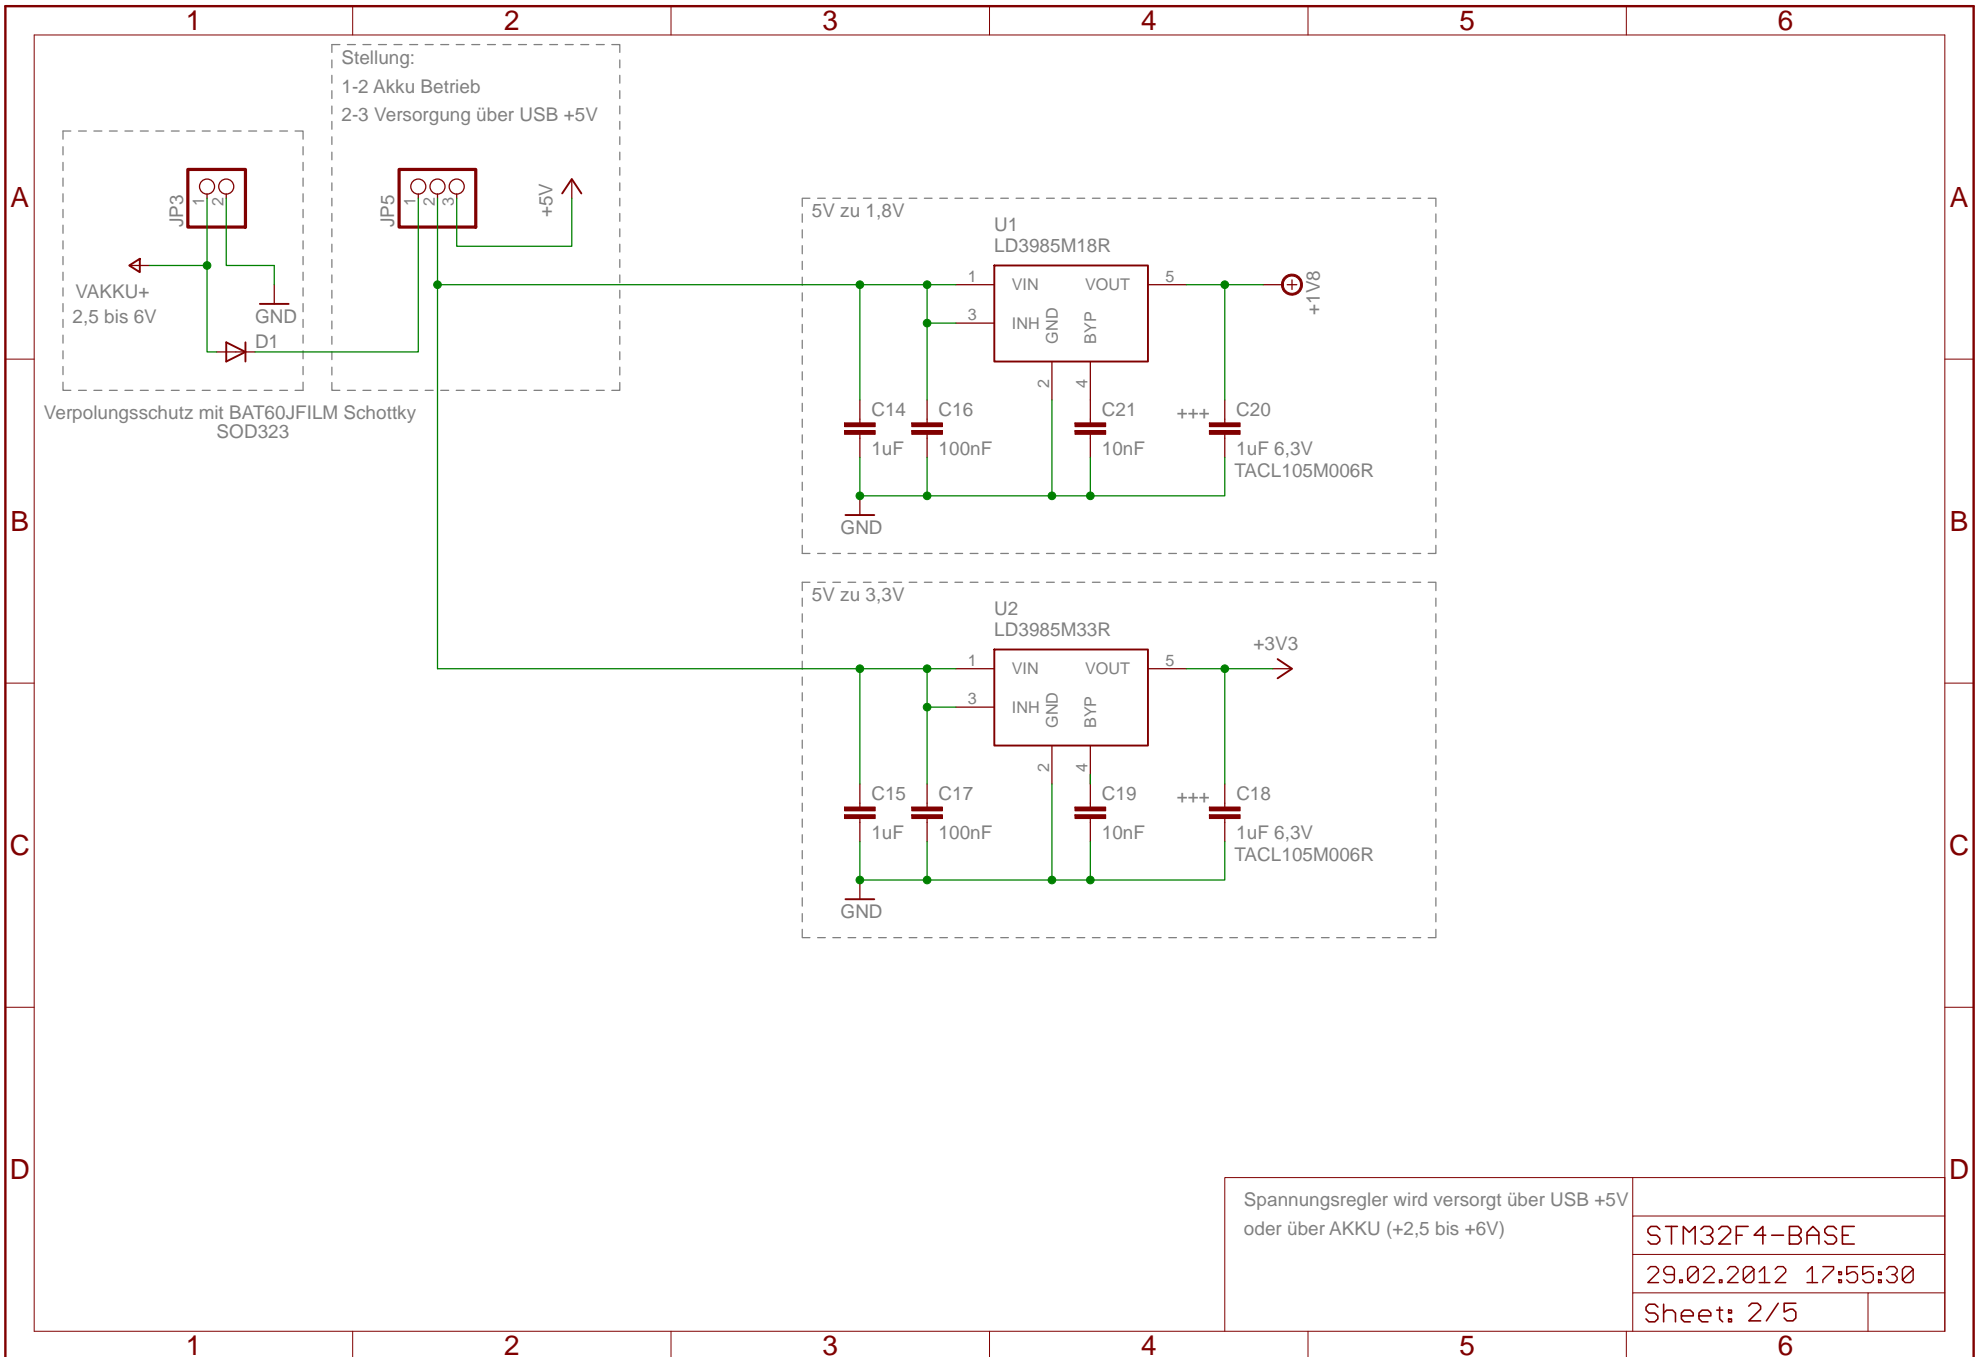 1 2 3 4 5 6
A A
B B
C C
D D
Stellung:
1-2 Akku Betrieb
2-3 Versorgung über USB +5V
JP3
1
2
VAKKU+
2,5 bis 6V
GND
D1
Verpolungsschutz mit BAT60JFILM Schottky
SOD323
JP5
1
2
3
+5V
5V zu 1,8V
U1
LD3985M18R
1 VIN VOUT 5
3 INH GND BYP
2 4
+1V8
C14 C16 C21 +++ C20
1uF 100nF 10nF 1uF 6,3V
TACL105M006R
GND
5V zu 3,3V
U2
LD3985M33R
+3V3
1 VIN VOUT 5
3 INH GND BYP
2 4
C15 C17 C19 +++ C18
1uF 100nF 10nF 1uF 6,3V
TACL105M006R
GND
Spannungsregler wird versorgt über USB +5V
oder über AKKU (+2,5 bis +6V)
STM32F4-BASE
29.02.2012 17:55:30
Sheet: 2/5
1 2 3 4 5 6